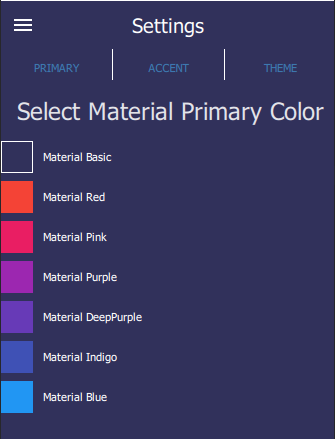 Settings
PRIMARY ACCENT THEME
Select Material Primary Color
Material Basic
Material Red
Material Pink
Material Purple
Material DeepPurple
Material Indigo
Material Blue